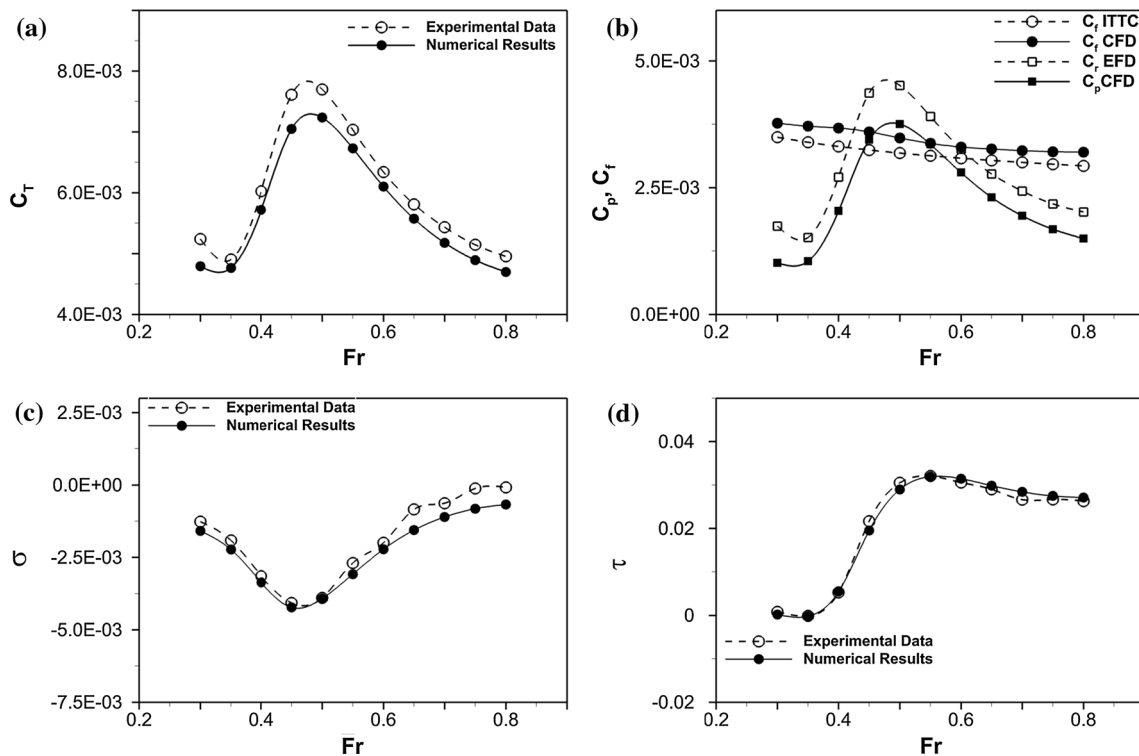 (a)
Experimental Data
Numerical Results
8.0E-03
6.0E-03
4.0E-03
C_T
0.2 0.4 0.6 0.8
Fr
(b)
C_f ITTC
C_f CFD
C_r EFD
C_p CFD
5.0E-03
2.5E-03
0.0E+00
C_p, C_f
0.2 0.4 0.6 0.8
Fr
(c)
Experimental Data
Numerical Results
2.5E-03
0.0E+00
-2.5E-03
-5.0E-03
-7.5E-03
σ
0.2 0.4 0.6 0.8
Fr
(d)
0.04
0.02
0
-0.02
τ
Experimental Data
Numerical Results
0.2 0.4 0.6 0.8
Fr